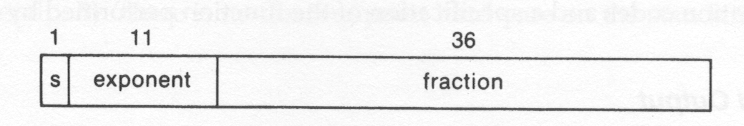 1 11 36
s exponent fraction